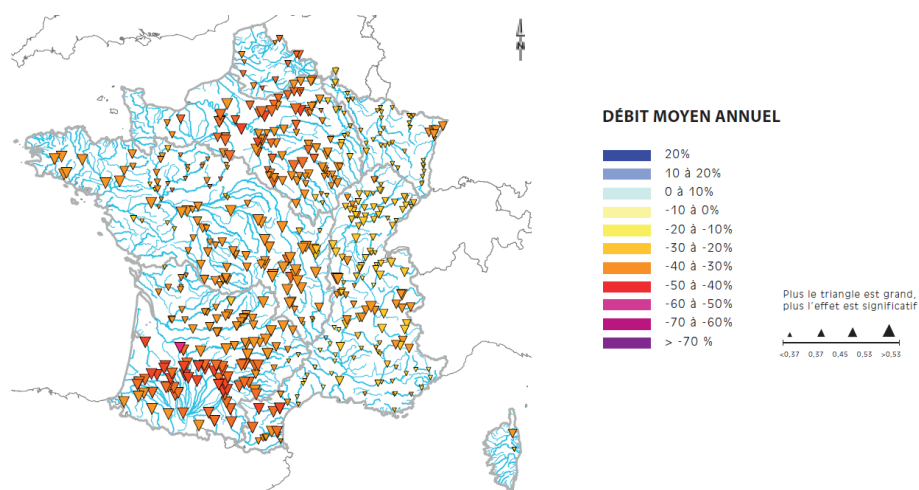 N
DÉBIT MOYEN ANNUEL
20%
10 à 20%
0 à 10%
-10 à 0%
-20 à -10%
-30 à -20%
-40 à -30%
-50 à -40%
-60 à -50%
-70 à -60%
> -70 %
Plus le triangle est grand,
plus l'effet est significatif
<0,37 0,37 0,45 0,53 >0,53